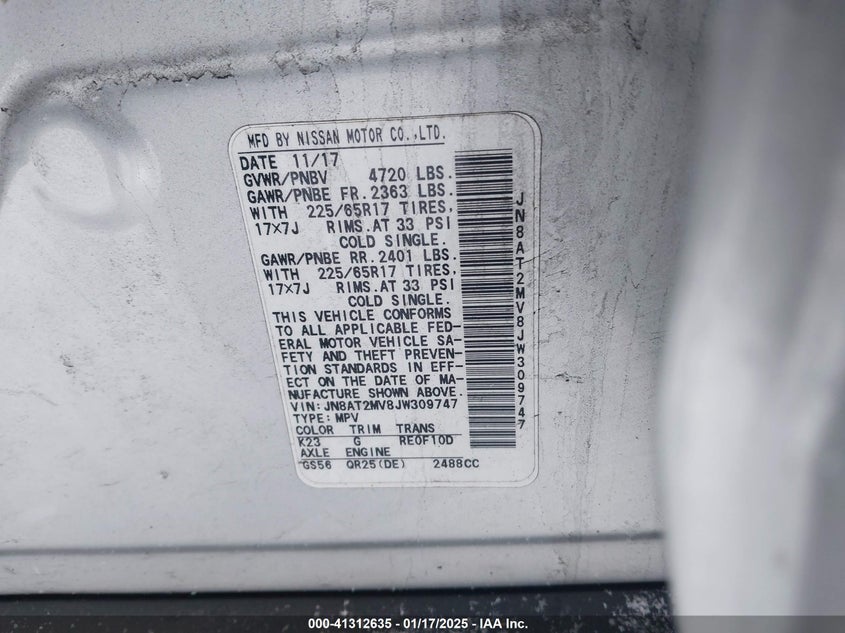 MFD BY NISSAN MOTOR CO.,LTD.
DATE 11/17
GVWR/PNBV 4720 LBS.
GAWR/PNBE FR.2363 LBS.
WITH 225/65R17 TIRES,
17×7J RIMS.AT 33 PSI
COLD SINGLE.
GAWR/PNBE RR.2401 LBS.
WITH 225/65R17 TIRES,
17×7J RIMS.AT 33 PSI
COLD SINGLE.
THIS VEHICLE CONFORMS
TO ALL APPLICABLE FED-
ERAL MOTOR VEHICLE SA-
FETY AND THEFT PREVEN-
TION STANDARDS IN EFF-
ECT ON THE DATE OF MA-
NUFACTURE SHOWN ABOVE.
VIN:JN8AT2MV8JW309747
TYPE:MPV
COLOR TRIM TRANS
K23 G RE0F10D
AXLE ENGINE
GS56 QR25(DE) 2488CC
JN8AT2MV8JW309747
000-41312635 - 01/17/2025 - © IAA Inc.